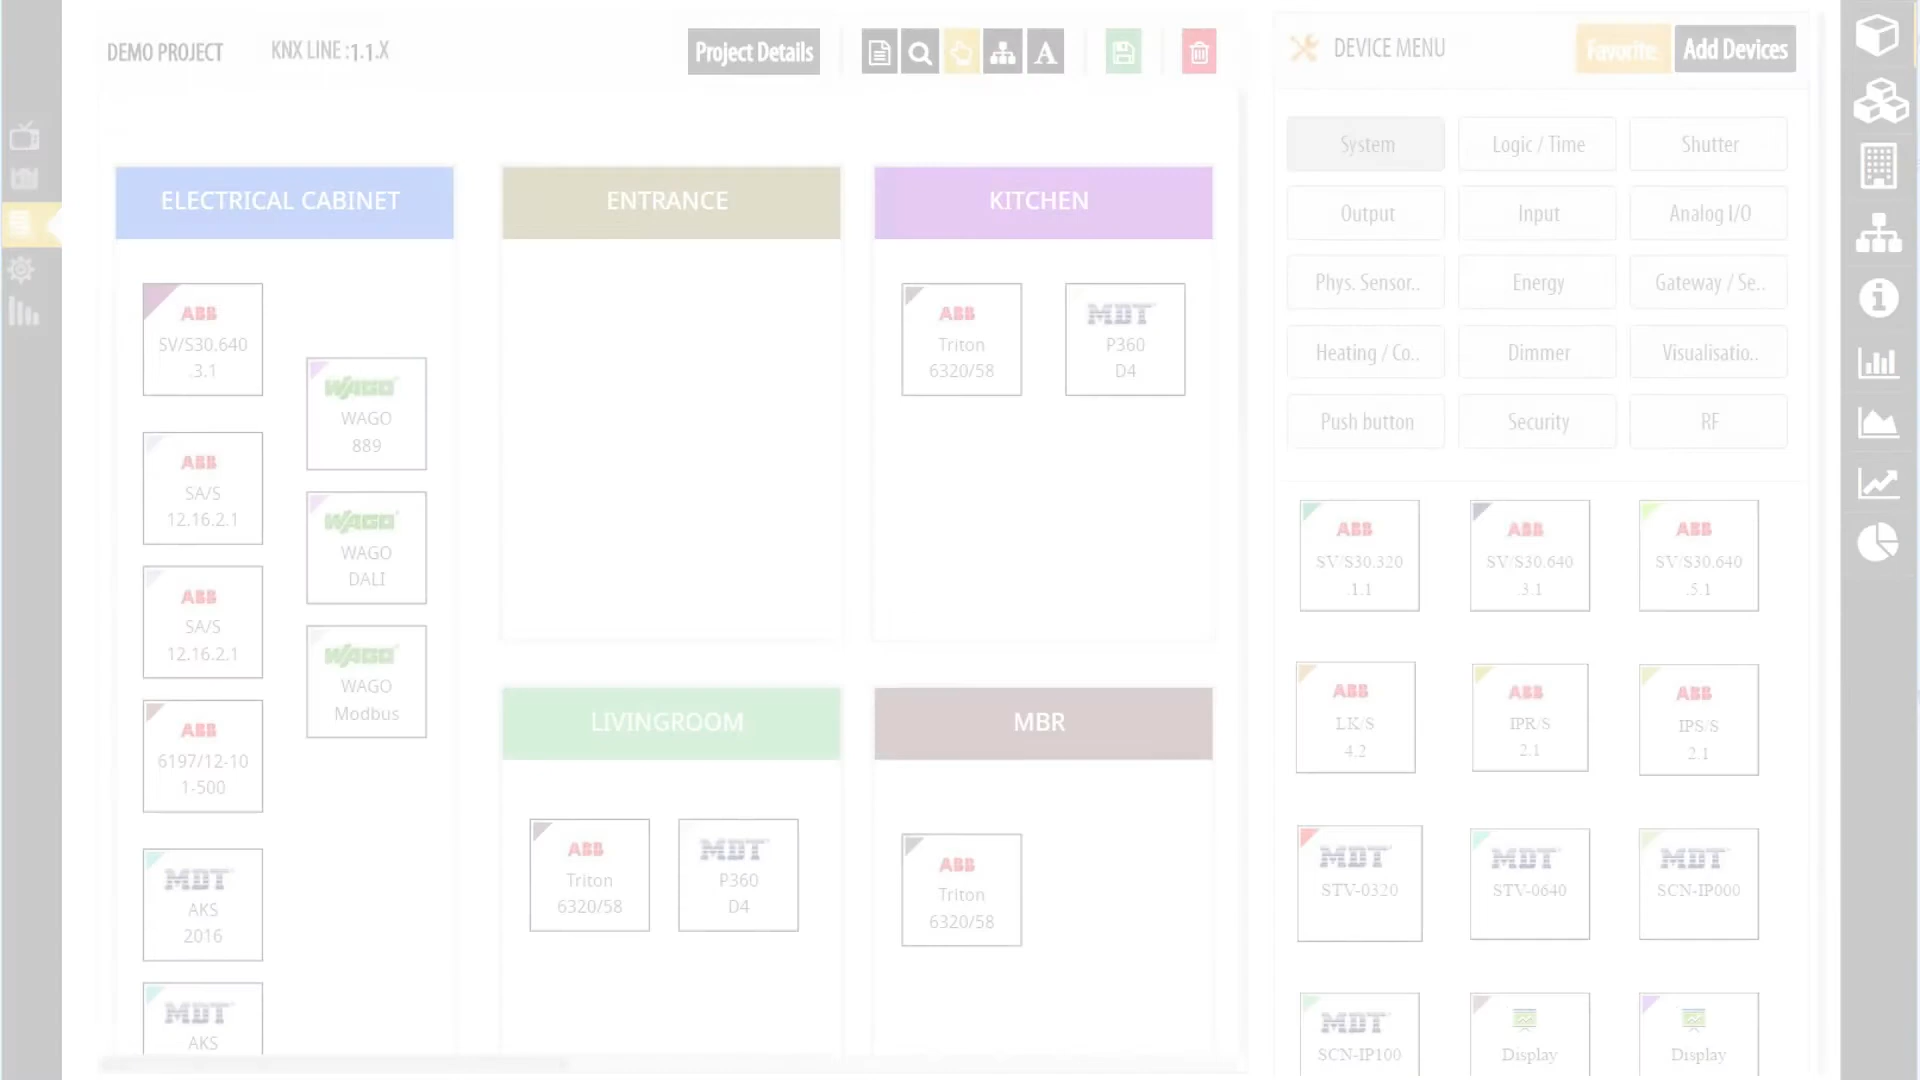 DEMO PROJECT
KNX LINE :1.1.X
Project Details
A
DEVICE MENU
Favorite
Add Devices
ELECTRICAL CABINET
ABB
SV/S30.640
.3.1
WAGO
WAGO
889
ABB
SA/S
12.16.2.1
WAGO
WAGO
DALI
ABB
SA/S
12.16.2.1
WAGO
WAGO
Modbus
ABB
6197/12-10
1-500
MDT
AKS
2016
MDT
AKS
ENTRANCE
KITCHEN
ABB
Triton
6320/58
MDT
P360
D4
LIVINGROOM
ABB
Triton
6320/58
MDT
P360
D4
MBR
ABB
Triton
6320/58
System
Logic / Time
Shutter
Output
Input
Analog I/O
Phys. Sensor..
Energy
Gateway / Se..
Heating / Co..
Dimmer
Visualisatio..
Push button
Security
RF
ABB
SV/S30.320
.1.1
ABB
SV/S30.640
.3.1
ABB
SV/S30.640
.5.1
ABB
LK/S
4.2
ABB
IPR/S
2.1
ABB
IPS/S
2.1
MDT
STV-0320
MDT
STV-0640
MDT
SCN-IP000
MDT
SCN-IP100
Display
Display